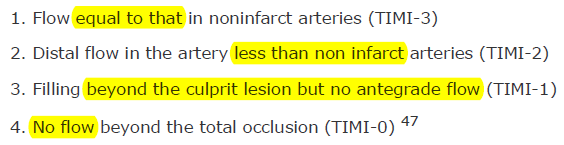 1. Flow equal to that in noninfarct arteries (TIMI-3)
2. Distal flow in the artery less than non infarct arteries (TIMI-2)
3. Filling beyond the culprit lesion but no antegrade flow (TIMI-1)
4. No flow beyond the total occlusion (TIMI-0) 47